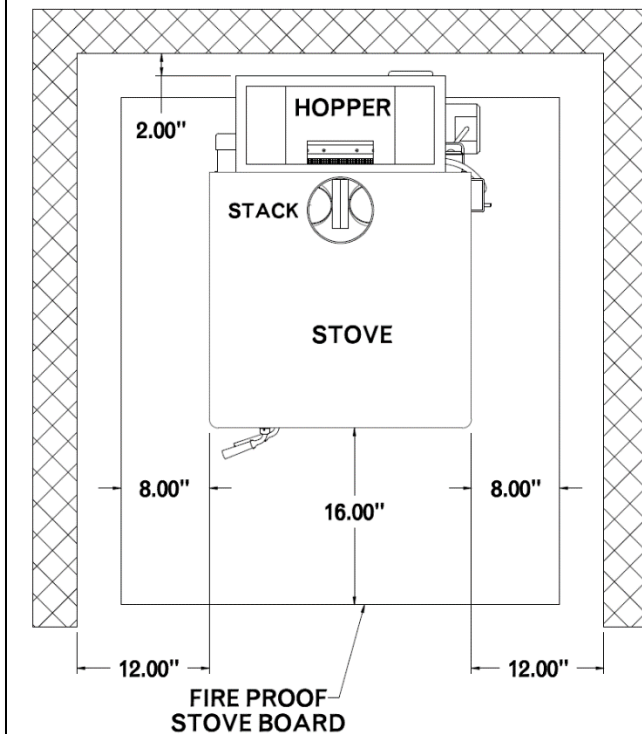 HOPPER
2.00"
STACK
STOVE
8.00"
16.00"
8.00"
12.00"
12.00"
FIRE PROOF
STOVE BOARD